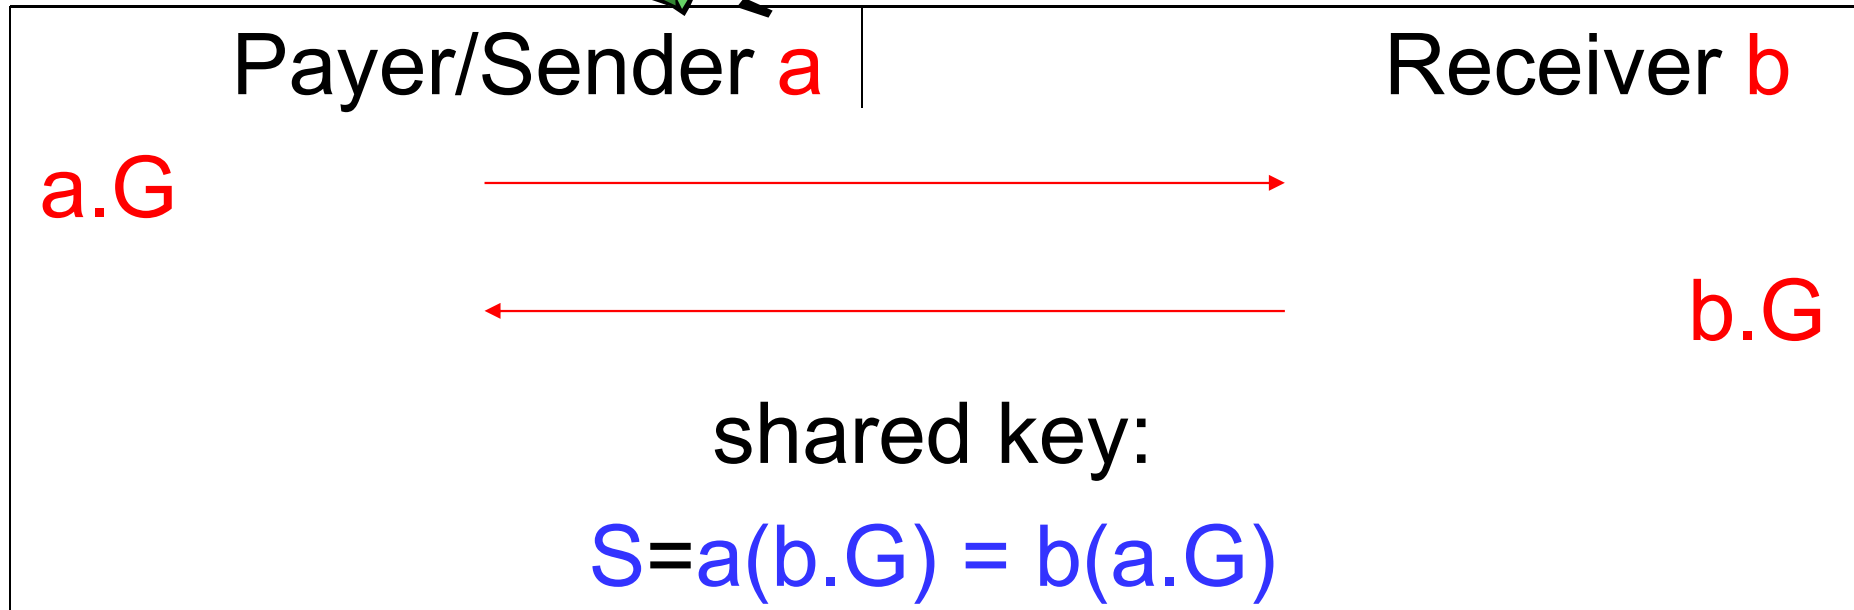 Payer/Sender a Receiver b
a.G
b.G
shared key:
S=a(b.G) = b(a.G)